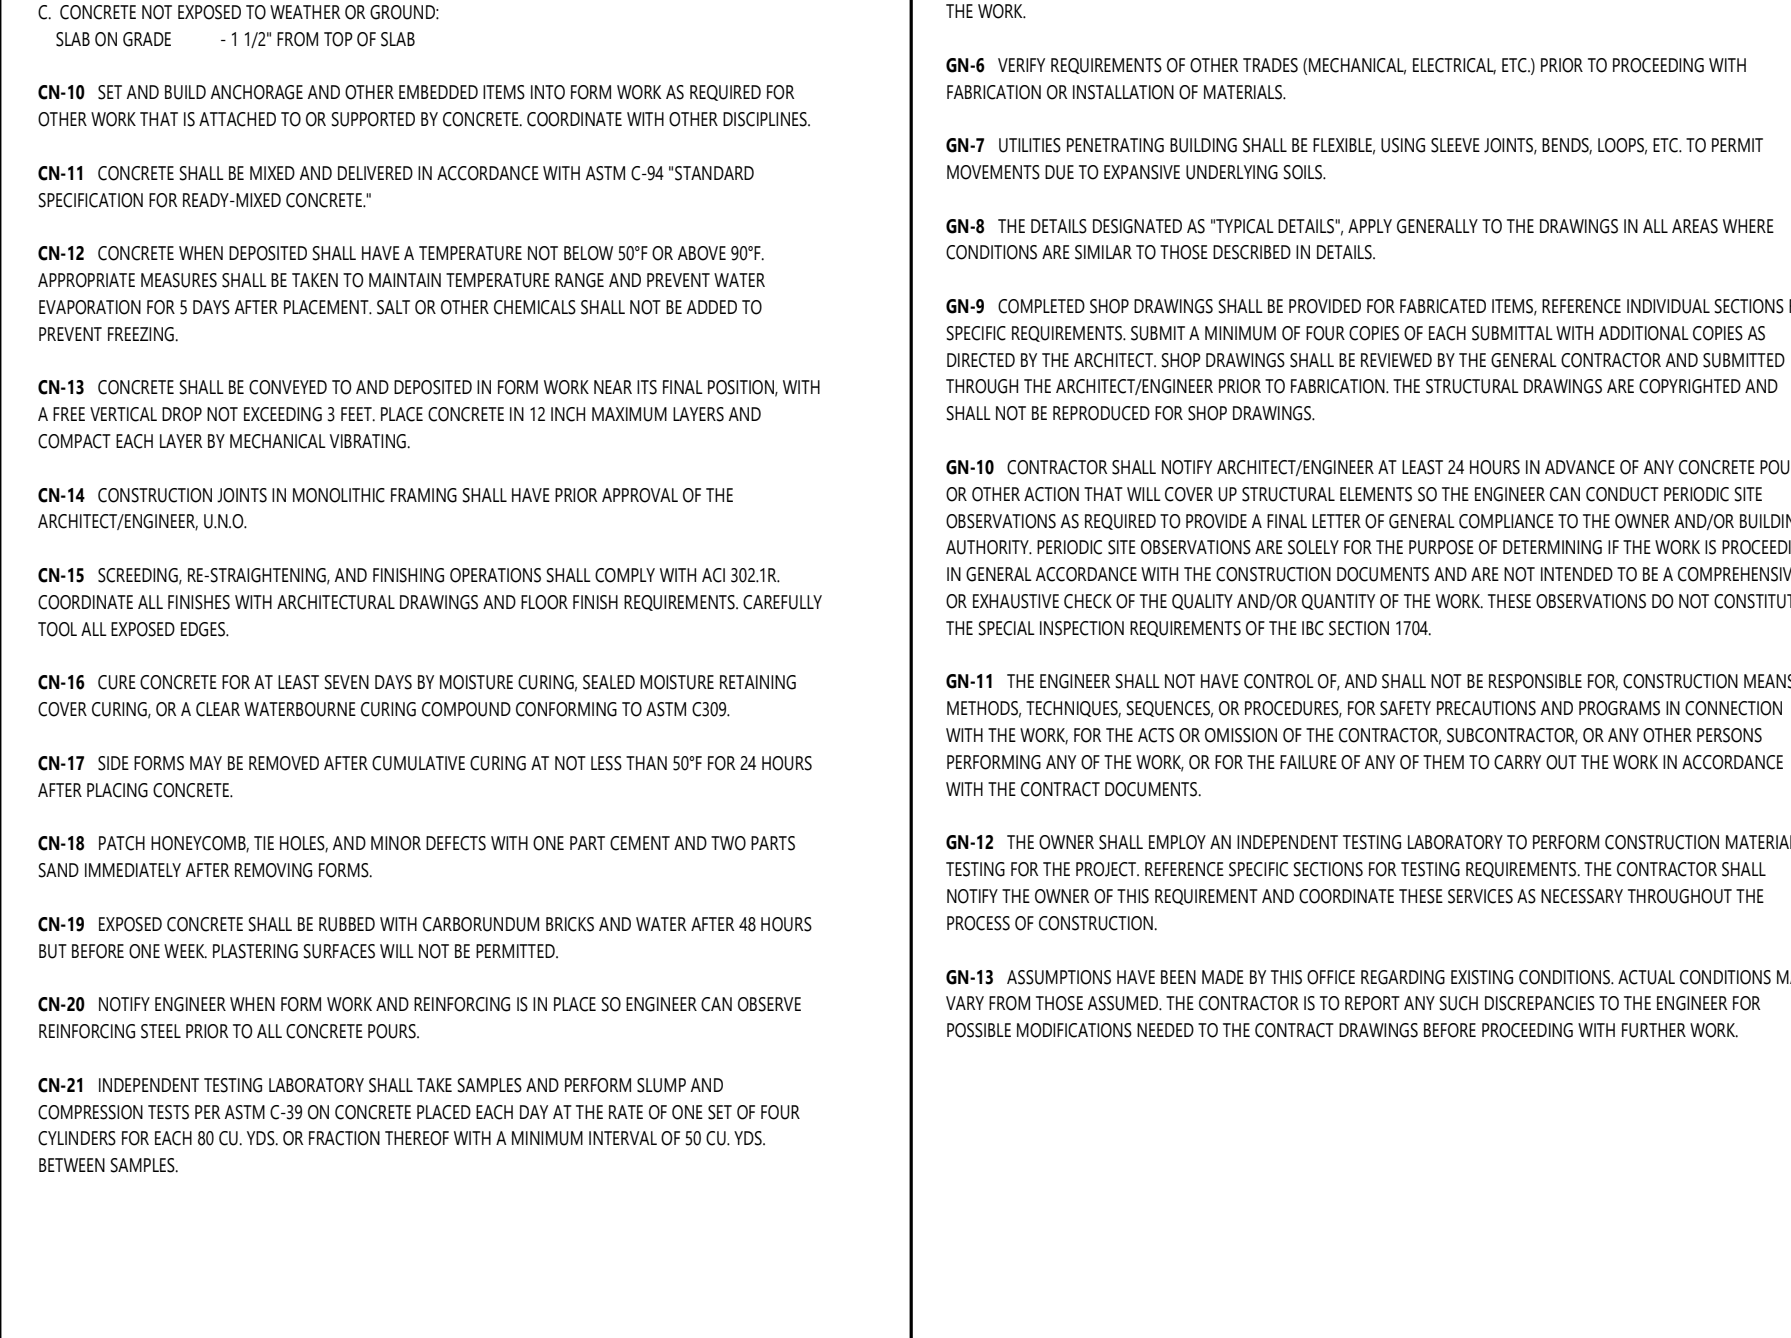 C. CONCRETE NOT EXPOSED TO WEATHER OR GROUND:
SLAB ON GRADE - 1 1/2" FROM TOP OF SLAB
CN-10 SET AND BUILD ANCHORAGE AND OTHER EMBEDDED ITEMS INTO FORM WORK AS REQUIRED FOR
OTHER WORK THAT IS ATTACHED TO OR SUPPORTED BY CONCRETE. COORDINATE WITH OTHER DISCIPLINES.
CN-11 CONCRETE SHALL BE MIXED AND DELIVERED IN ACCORDANCE WITH ASTM C-94 "STANDARD
SPECIFICATION FOR READY-MIXED CONCRETE."
CN-12 CONCRETE WHEN DEPOSITED SHALL HAVE A TEMPERATURE NOT BELOW 50°F OR ABOVE 90°F.
APPROPRIATE MEASURES SHALL BE TAKEN TO MAINTAIN TEMPERATURE RANGE AND PREVENT WATER
EVAPORATION FOR 5 DAYS AFTER PLACEMENT. SALT OR OTHER CHEMICALS SHALL NOT BE ADDED TO
PREVENT FREEZING.
CN-13 CONCRETE SHALL BE CONVEYED TO AND DEPOSITED IN FORM WORK NEAR ITS FINAL POSITION, WITH
A FREE VERTICAL DROP NOT EXCEEDING 3 FEET. PLACE CONCRETE IN 12 INCH MAXIMUM LAYERS AND
COMPACT EACH LAYER BY MECHANICAL VIBRATING.
CN-14 CONSTRUCTION JOINTS IN MONOLITHIC FRAMING SHALL HAVE PRIOR APPROVAL OF THE
ARCHITECT/ENGINEER, U.N.O.
CN-15 SCREEDING, RE-STRAIGHTENING, AND FINISHING OPERATIONS SHALL COMPLY WITH ACI 302.1R.
COORDINATE ALL FINISHES WITH ARCHITECTURAL DRAWINGS AND FLOOR FINISH REQUIREMENTS. CAREFULLY
TOOL ALL EXPOSED EDGES.
CN-16 CURE CONCRETE FOR AT LEAST SEVEN DAYS BY MOISTURE CURING, SEALED MOISTURE RETAINING
COVER CURING, OR A CLEAR WATERBOURNE CURING COMPOUND CONFORMING TO ASTM C309.
CN-17 SIDE FORMS MAY BE REMOVED AFTER CUMULATIVE CURING AT NOT LESS THAN 50°F FOR 24 HOURS
AFTER PLACING CONCRETE.
CN-18 PATCH HONEYCOMB, TIE HOLES, AND MINOR DEFECTS WITH ONE PART CEMENT AND TWO PARTS
SAND IMMEDIATELY AFTER REMOVING FORMS.
CN-19 EXPOSED CONCRETE SHALL BE RUBBED WITH CARBORUNDUM BRICKS AND WATER AFTER 48 HOURS
BUT BEFORE ONE WEEK. PLASTERING SURFACES WILL NOT BE PERMITTED.
CN-20 NOTIFY ENGINEER WHEN FORM WORK AND REINFORCING IS IN PLACE SO ENGINEER CAN OBSERVE
REINFORCING STEEL PRIOR TO ALL CONCRETE POURS.
CN-21 INDEPENDENT TESTING LABORATORY SHALL TAKE SAMPLES AND PERFORM SLUMP AND
COMPRESSION TESTS PER ASTM C-39 ON CONCRETE PLACED EACH DAY AT THE RATE OF ONE SET OF FOUR
CYLINDERS FOR EACH 80 CU. YDS. OR FRACTION THEREOF WITH A MINIMUM INTERVAL OF 50 CU. YDS.
BETWEEN SAMPLES.
THE WORK.
GN-6 VERIFY REQUIREMENTS OF OTHER TRADES (MECHANICAL, ELECTRICAL, ETC.) PRIOR TO PROCEEDING WITH
FABRICATION OR INSTALLATION OF MATERIALS.
GN-7 UTILITIES PENETRATING BUILDING SHALL BE FLEXIBLE, USING SLEEVE JOINTS, BENDS, LOOPS, ETC. TO PERMIT
MOVEMENTS DUE TO EXPANSIVE UNDERLYING SOILS.
GN-8 THE DETAILS DESIGNATED AS "TYPICAL DETAILS", APPLY GENERALLY TO THE DRAWINGS IN ALL AREAS WHERE
CONDITIONS ARE SIMILAR TO THOSE DESCRIBED IN DETAILS.
GN-9 COMPLETED SHOP DRAWINGS SHALL BE PROVIDED FOR FABRICATED ITEMS, REFERENCE INDIVIDUAL SECTIONS
SPECIFIC REQUIREMENTS. SUBMIT A MINIMUM OF FOUR COPIES OF EACH SUBMITTAL WITH ADDITIONAL COPIES AS
DIRECTED BY THE ARCHITECT. SHOP DRAWINGS SHALL BE REVIEWED BY THE GENERAL CONTRACTOR AND SUBMITTED
THROUGH THE ARCHITECT/ENGINEER PRIOR TO FABRICATION. THE STRUCTURAL DRAWINGS ARE COPYRIGHTED AND
SHALL NOT BE REPRODUCED FOR SHOP DRAWINGS.
GN-10 CONTRACTOR SHALL NOTIFY ARCHITECT/ENGINEER AT LEAST 24 HOURS IN ADVANCE OF ANY CONCRETE POU
OR OTHER ACTION THAT WILL COVER UP STRUCTURAL ELEMENTS SO THE ENGINEER CAN CONDUCT PERIODIC SITE
OBSERVATIONS AS REQUIRED TO PROVIDE A FINAL LETTER OF GENERAL COMPLIANCE TO THE OWNER AND/OR BUILDIN
AUTHORITY. PERIODIC SITE OBSERVATIONS ARE SOLELY FOR THE PURPOSE OF DETERMINING IF THE WORK IS PROCEEDI
IN GENERAL ACCORDANCE WITH THE CONSTRUCTION DOCUMENTS AND ARE NOT INTENDED TO BE A COMPREHENSIV
OR EXHAUSTIVE CHECK OF THE QUALITY AND/OR QUANTITY OF THE WORK. THESE OBSERVATIONS DO NOT CONSTITUT
THE SPECIAL INSPECTION REQUIREMENTS OF THE IBC SECTION 1704.
GN-11 THE ENGINEER SHALL NOT HAVE CONTROL OF, AND SHALL NOT BE RESPONSIBLE FOR, CONSTRUCTION MEANS
METHODS, TECHNIQUES, SEQUENCES, OR PROCEDURES, FOR SAFETY PRECAUTIONS AND PROGRAMS IN CONNECTION
WITH THE WORK, FOR THE ACTS OR OMISSION OF THE CONTRACTOR, SUBCONTRACTOR, OR ANY OTHER PERSONS
PERFORMING ANY OF THE WORK, OR FOR THE FAILURE OF ANY OF THEM TO CARRY OUT THE WORK IN ACCORDANCE
WITH THE CONTRACT DOCUMENTS.
GN-12 THE OWNER SHALL EMPLOY AN INDEPENDENT TESTING LABORATORY TO PERFORM CONSTRUCTION MATERIA
TESTING FOR THE PROJECT. REFERENCE SPECIFIC SECTIONS FOR TESTING REQUIREMENTS. THE CONTRACTOR SHALL
NOTIFY THE OWNER OF THIS REQUIREMENT AND COORDINATE THESE SERVICES AS NECESSARY THROUGHOUT THE
PROCESS OF CONSTRUCTION.
GN-13 ASSUMPTIONS HAVE BEEN MADE BY THIS OFFICE REGARDING EXISTING CONDITIONS. ACTUAL CONDITIONS M
VARY FROM THOSE ASSUMED. THE CONTRACTOR IS TO REPORT ANY SUCH DISCREPANCIES TO THE ENGINEER FOR
POSSIBLE MODIFICATIONS NEEDED TO THE CONTRACT DRAWINGS BEFORE PROCEEDING WITH FURTHER WORK.